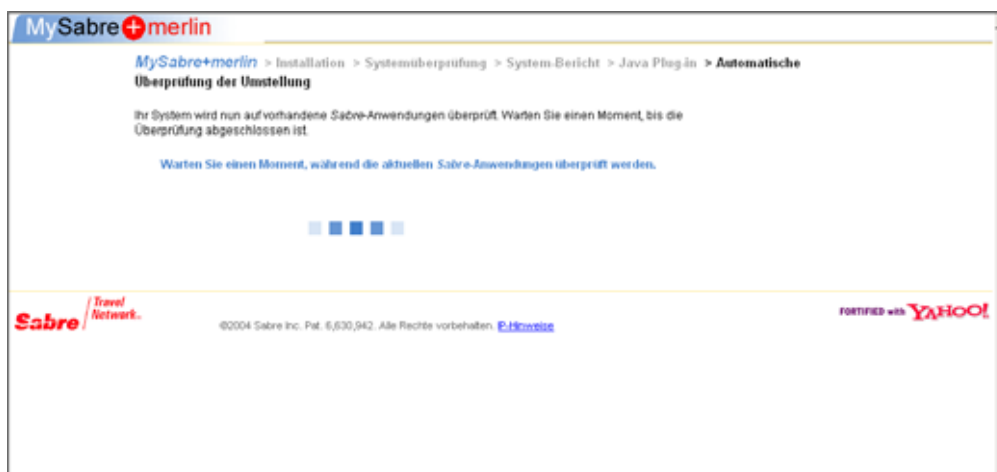 MySabre+merlin
MySabre+merlin > Installation > Systemüberprüfung > System-Bericht > Java Plug-in > Automatische
Überprüfung der Umstellung
Ihr System wird nun auf vorhandene Sabre-Anwendungen überprüft. Warten Sie einen Moment, bis die
Überprüfung abgeschlossen ist.
Warten Sie einen Moment, während die aktuellen Sabre-Anwendungen überprüft werden.
Sabre Travel Network.
©2004 Sabre Inc. Pat. 6,630,942. Alle Rechte vorbehalten. IP-Hinweise
FORTIFIED with YAHOO!